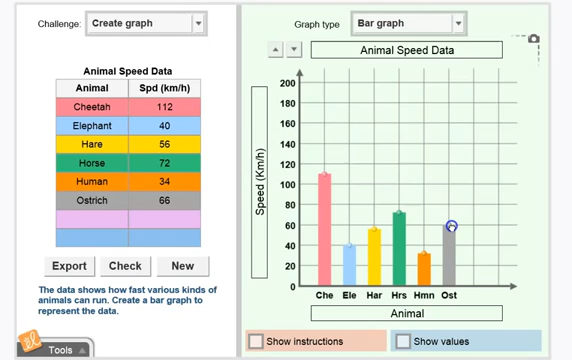 Challenge: Create graph
Animal Speed Data
Animal Spd (km/h)
Cheetah 112
Elephant 40
Hare 56
Horse 72
Human 34
Ostrich 66
Export Check New
The data shows how fast various kinds of
animals can run. Create a bar graph to
represent the data.
Tools
Graph type Bar graph
Animal Speed Data
Speed (Km/h)
200
180
160
140
120
100
80
60
40
20
0
Che Ele Har Hrs Hmn Ost
Animal
Show instructions Show values